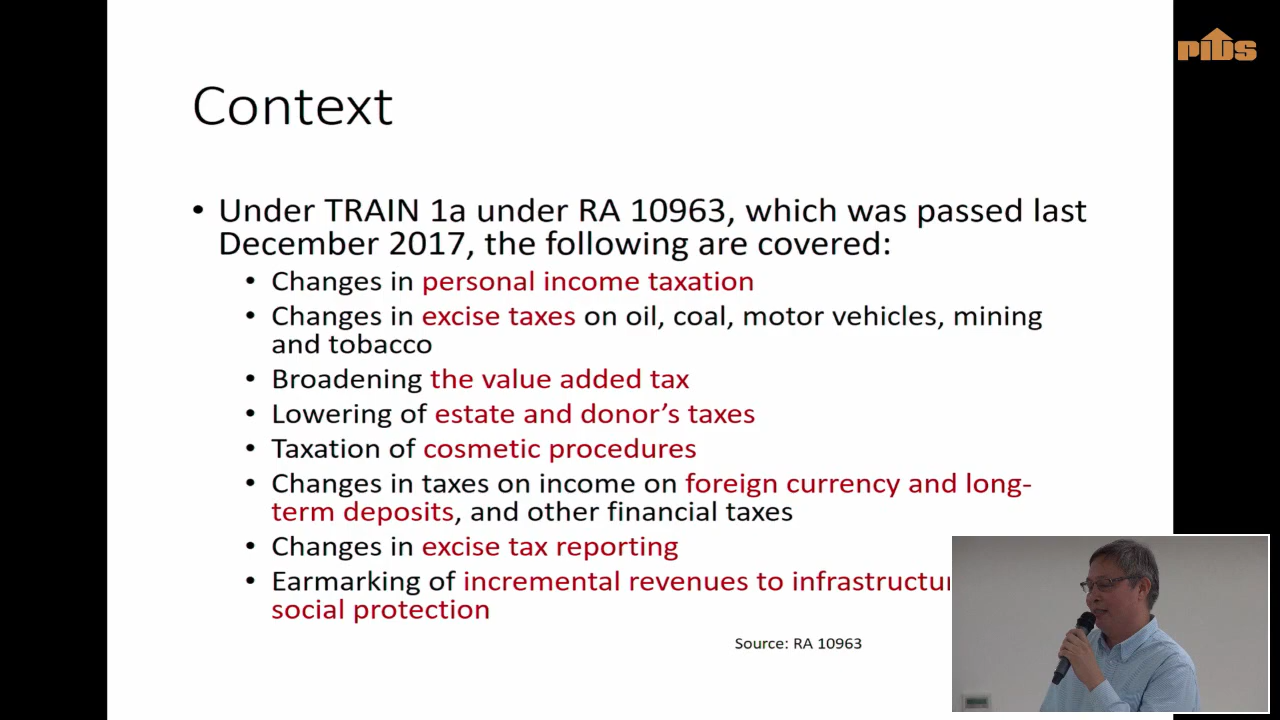 PIDS
Context
• Under TRAIN 1a under RA 10963, which was passed last
December 2017, the following are covered:
• Changes in personal income taxation
• Changes in excise taxes on oil, coal, motor vehicles, mining
and tobacco
• Broadening the value added tax
• Lowering of estate and donor’s taxes
• Taxation of cosmetic procedures
• Changes in taxes on income on foreign currency and long-
term deposits, and other financial taxes
• Changes in excise tax reporting
• Earmarking of incremental revenues to
social protection
Source: RA 10963